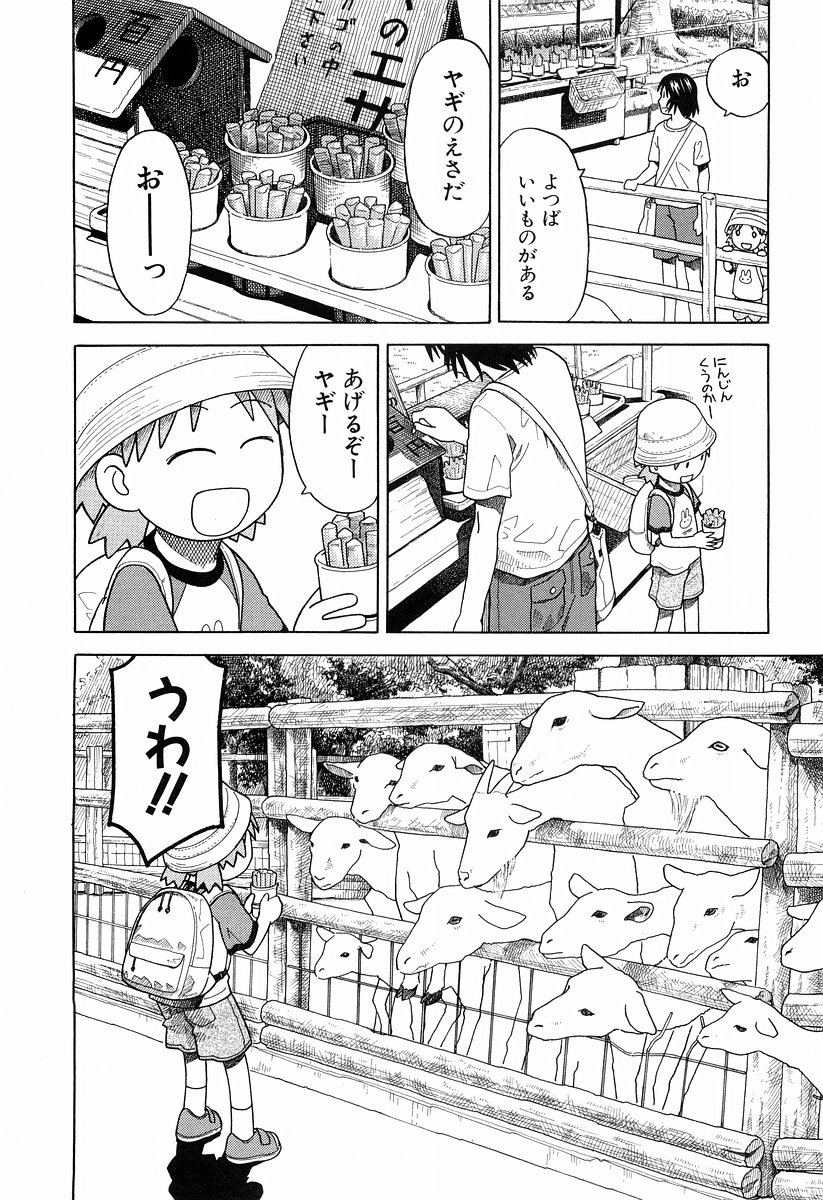 お
よつば
いいものがある
ヤギのえさだ
のエサ
ゴの中
下さい
百円
おーーっ
にんじん
くうのかー
百円
あげるぞー
ヤギー
うわ!!